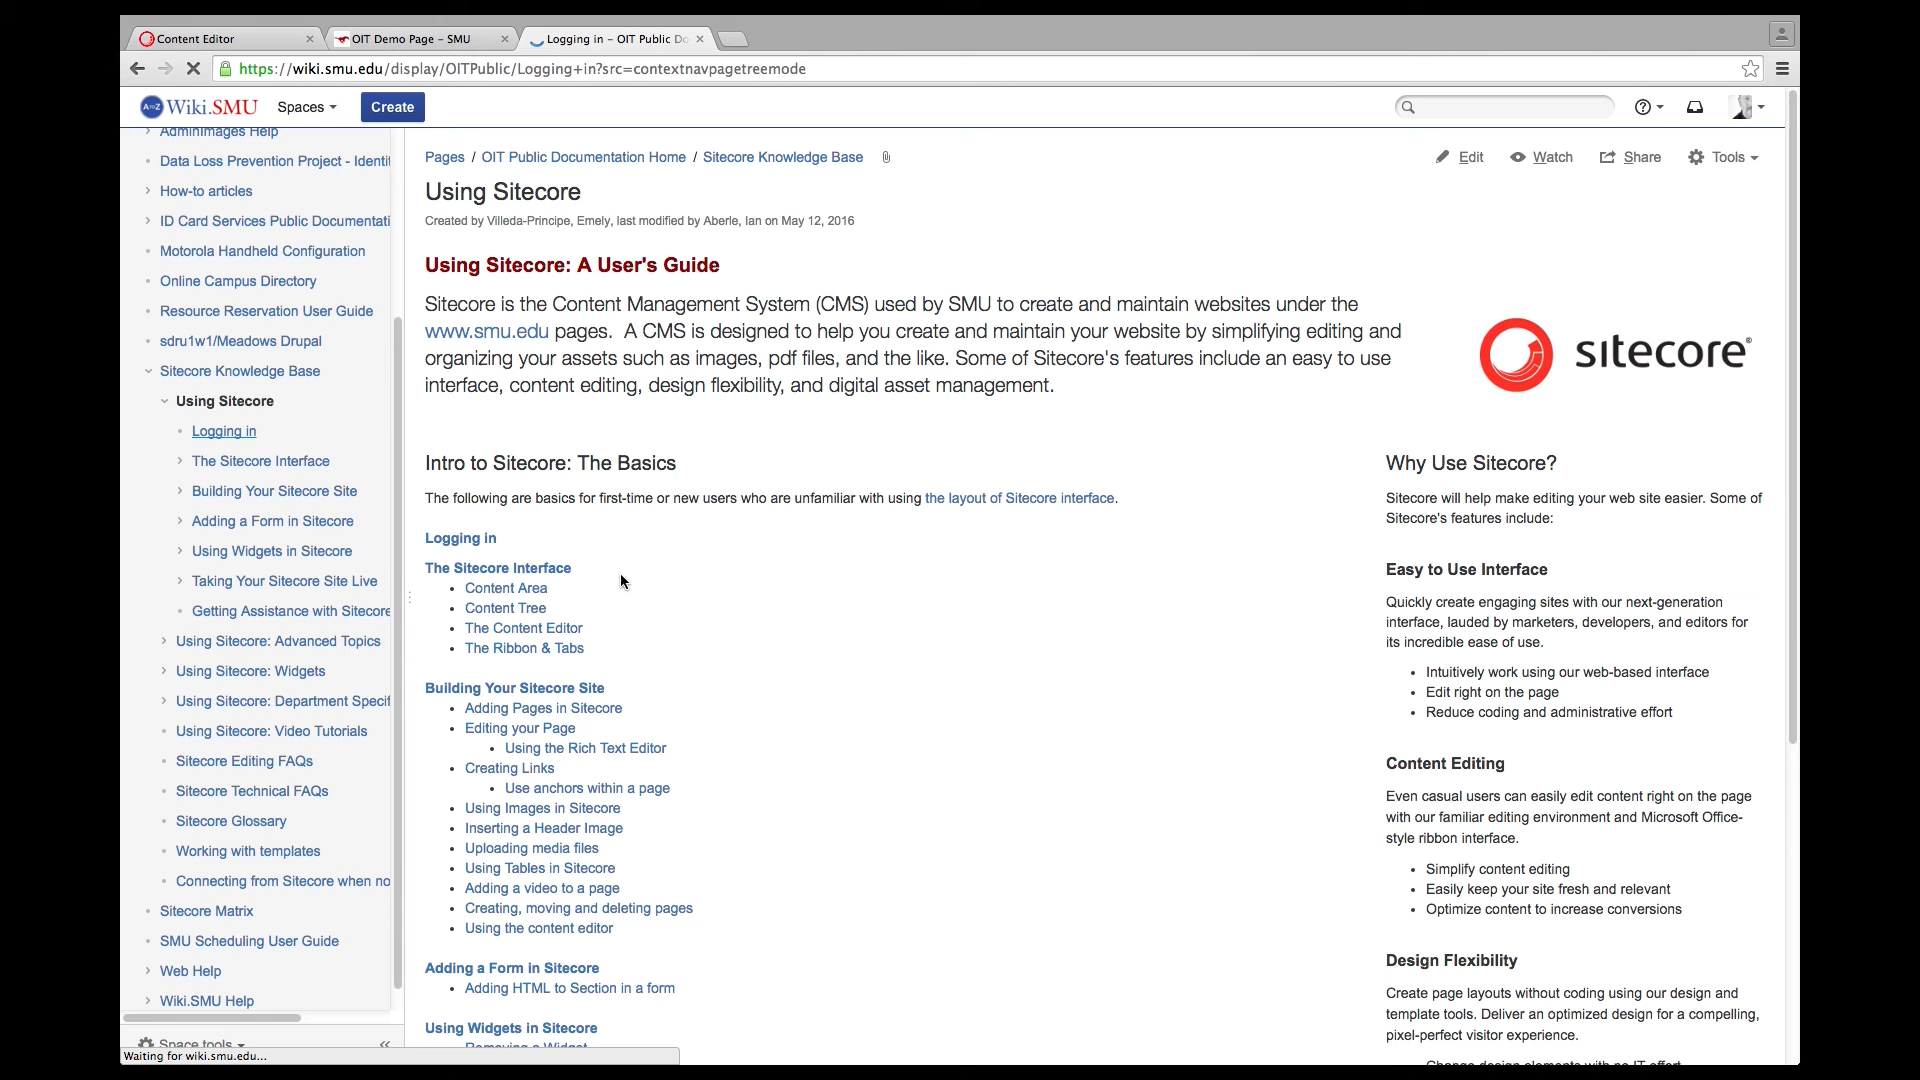 Content Editor
OIT Demo Page – SMU
Logging in – OIT Public Do
https://wiki.smu.edu/display/OITPublic/Logging+in?src=contextnavpagetreemode
A to Z Wiki.SMU
Spaces
Create
AdminImages Help
Data Loss Prevention Project - Identit
How-to articles
ID Card Services Public Documentati
Motorola Handheld Configuration
Online Campus Directory
Resource Reservation User Guide
sdru1w1/Meadows Drupal
Sitecore Knowledge Base
Using Sitecore
Logging in
The Sitecore Interface
Building Your Sitecore Site
Adding a Form in Sitecore
Using Widgets in Sitecore
Taking Your Sitecore Site Live
Getting Assistance with Sitecore
Using Sitecore: Advanced Topics
Using Sitecore: Widgets
Using Sitecore: Department Specif
Using Sitecore: Video Tutorials
Sitecore Editing FAQs
Sitecore Technical FAQs
Sitecore Glossary
Working with templates
Connecting from Sitecore when no
Sitecore Matrix
SMU Scheduling User Guide
Web Help
Wiki.SMU Help
Space tools
Waiting for wiki.smu.edu...
Pages / OIT Public Documentation Home / Sitecore Knowledge Base
Edit
Watch
Share
Tools
Using Sitecore
Created by Villeda-Principe, Emely, last modified by Aberle, Ian on May 12, 2016
Using Sitecore: A User's Guide
Sitecore is the Content Management System (CMS) used by SMU to create and maintain websites under the
www.smu.edu pages. A CMS is designed to help you create and maintain your website by simplifying editing and
organizing your assets such as images, pdf files, and the like. Some of Sitecore's features include an easy to use
interface, content editing, design flexibility, and digital asset management.
sitecore®
Intro to Sitecore: The Basics
The following are basics for first-time or new users who are unfamiliar with using the layout of Sitecore interface.
Logging in
The Sitecore Interface
Content Area
Content Tree
The Content Editor
The Ribbon & Tabs
Building Your Sitecore Site
Adding Pages in Sitecore
Editing your Page
Using the Rich Text Editor
Creating Links
Use anchors within a page
Using Images in Sitecore
Inserting a Header Image
Uploading media files
Using Tables in Sitecore
Adding a video to a page
Creating, moving and deleting pages
Using the content editor
Adding a Form in Sitecore
Adding HTML to Section in a form
Using Widgets in Sitecore
Removing a Widget
Why Use Sitecore?
Sitecore will help make editing your web site easier. Some of
Sitecore's features include:
Easy to Use Interface
Quickly create engaging sites with our next-generation
interface, lauded by marketers, developers, and editors for
its incredible ease of use.
Intuitively work using our web-based interface
Edit right on the page
Reduce coding and administrative effort
Content Editing
Even casual users can easily edit content right on the page
with our familiar editing environment and Microsoft Office-
style ribbon interface.
Simplify content editing
Easily keep your site fresh and relevant
Optimize content to increase conversions
Design Flexibility
Create page layouts without coding using our design and
template tools. Deliver an optimized design for a compelling,
pixel-perfect visitor experience.
Change design elements with no IT effort